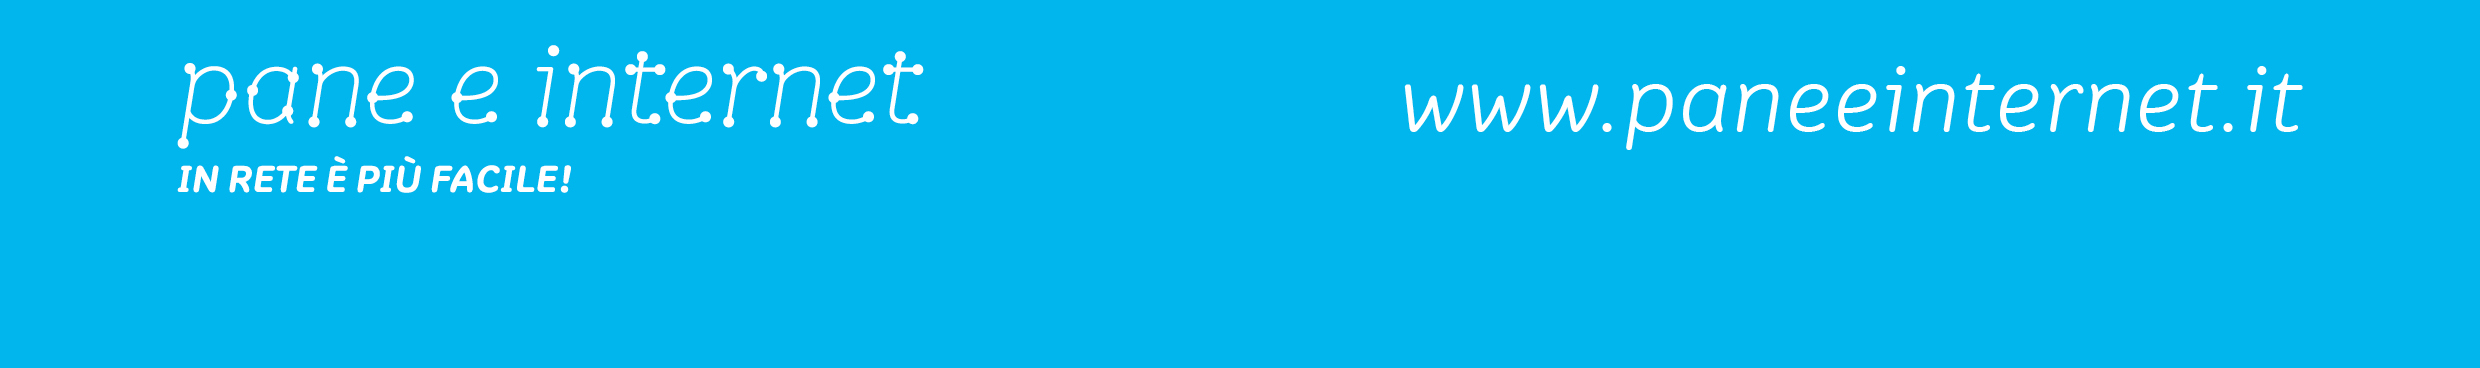 pane e internet
IN RETE È PIÙ FACILE!
www.paneeinternet.it